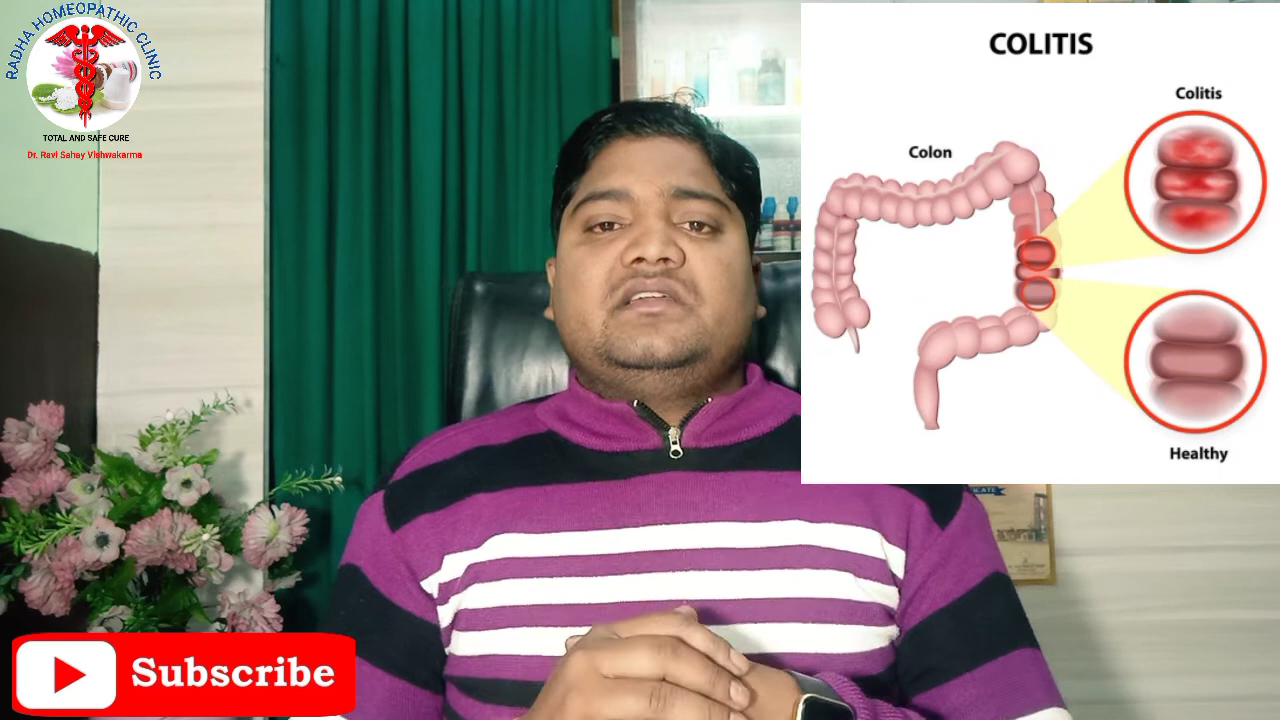 RADHA HOMEOPATHIC CLINIC
TOTAL AND SAFE CURE
Dr. Ravi Sahay Vishwakarma
COLITIS
Colitis
Colon
Healthy
Subscribe